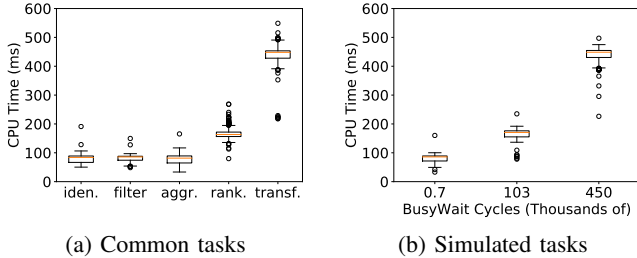 600
500
400
300
200
100
0
CPU Time (ms)
iden. filter aggr. rank. transf.
(a) Common tasks
600
500
400
300
200
100
0
CPU Time (ms)
0.7 103 450
BusyWait Cycles (Thousands of)
(b) Simulated tasks